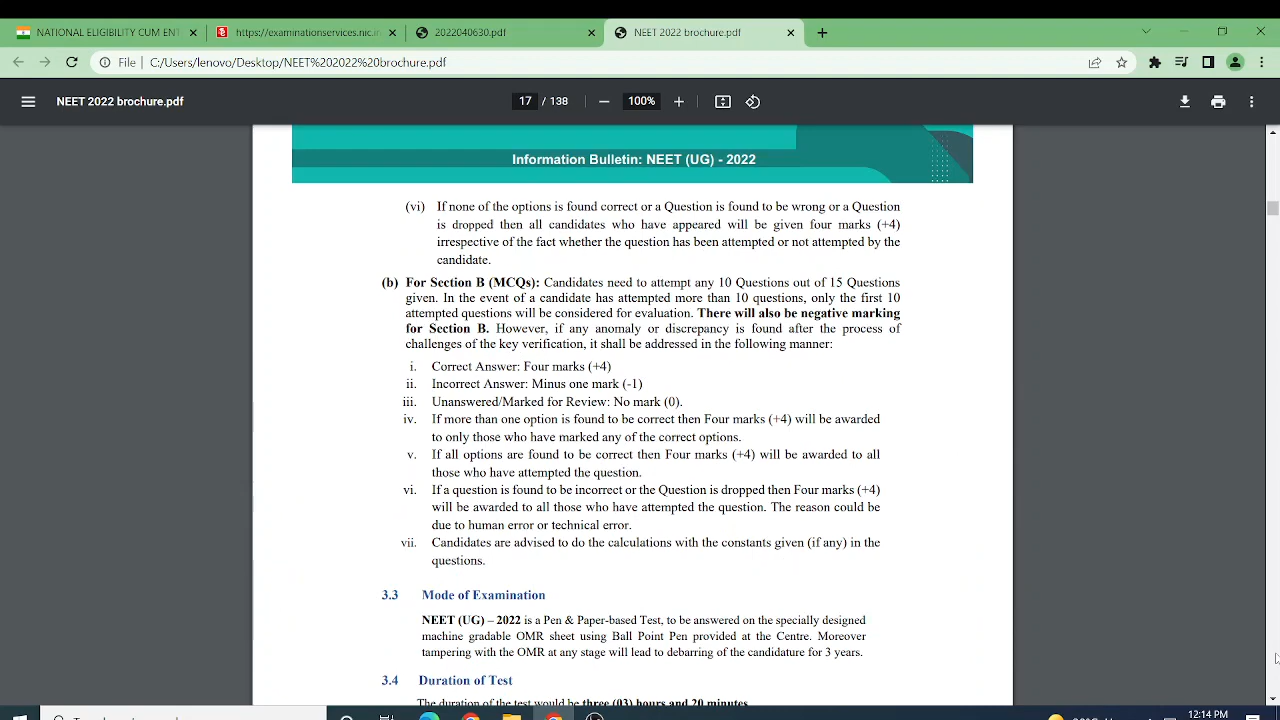 NATIONAL ELIGIBILITY CUM ENT
https://examinationservices.nic.in
2022040630.pdf
NEET 2022 brochure.pdf
File | C:/Users/lenovo/Desktop/NEET%202022%20brochure.pdf
NEET 2022 brochure.pdf
17 / 138
100%
Information Bulletin: NEET (UG) - 2022
(vi) If none of the options is found correct or a Question is found to be wrong or a Question
is dropped then all candidates who have appeared will be given four marks (+4)
irrespective of the fact whether the question has been attempted or not attempted by the
candidate.
(b) For Section B (MCQs): Candidates need to attempt any 10 Questions out of 15 Questions
given. In the event of a candidate has attempted more than 10 questions, only the first 10
attempted questions will be considered for evaluation. There will also be negative marking
for Section B. However, if any anomaly or discrepancy is found after the process of
challenges of the key verification, it shall be addressed in the following manner:
i. Correct Answer: Four marks (+4)
ii. Incorrect Answer: Minus one mark (-1)
iii. Unanswered/Marked for Review: No mark (0).
iv. If more than one option is found to be correct then Four marks (+4) will be awarded
to only those who have marked any of the correct options.
v. If all options are found to be correct then Four marks (+4) will be awarded to all
those who have attempted the question.
vi. If a question is found to be incorrect or the Question is dropped then Four marks (+4)
will be awarded to all those who have attempted the question. The reason could be
due to human error or technical error.
vii. Candidates are advised to do the calculations with the constants given (if any) in the
questions.
3.3 Mode of Examination
NEET (UG) – 2022 is a Pen & Paper-based Test, to be answered on the specially designed
machine gradable OMR sheet using Ball Point Pen provided at the Centre. Moreover
tampering with the OMR at any stage will lead to debarring of the candidature for 3 years.
3.4 Duration of Test
The duration of the test would be three (03) hours and 20 minutes
12:14 PM